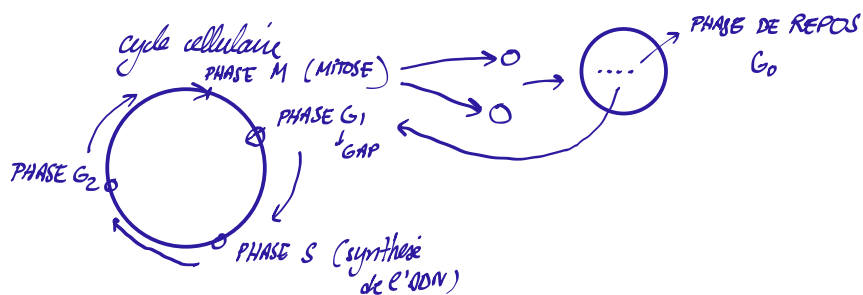 cycle cellulaire
PHASE M (MITOSE)
PHASE DE REPOS
G0
PHASE G1
GAP
PHASE G2
PHASE S (synthèse
de l'ADN)